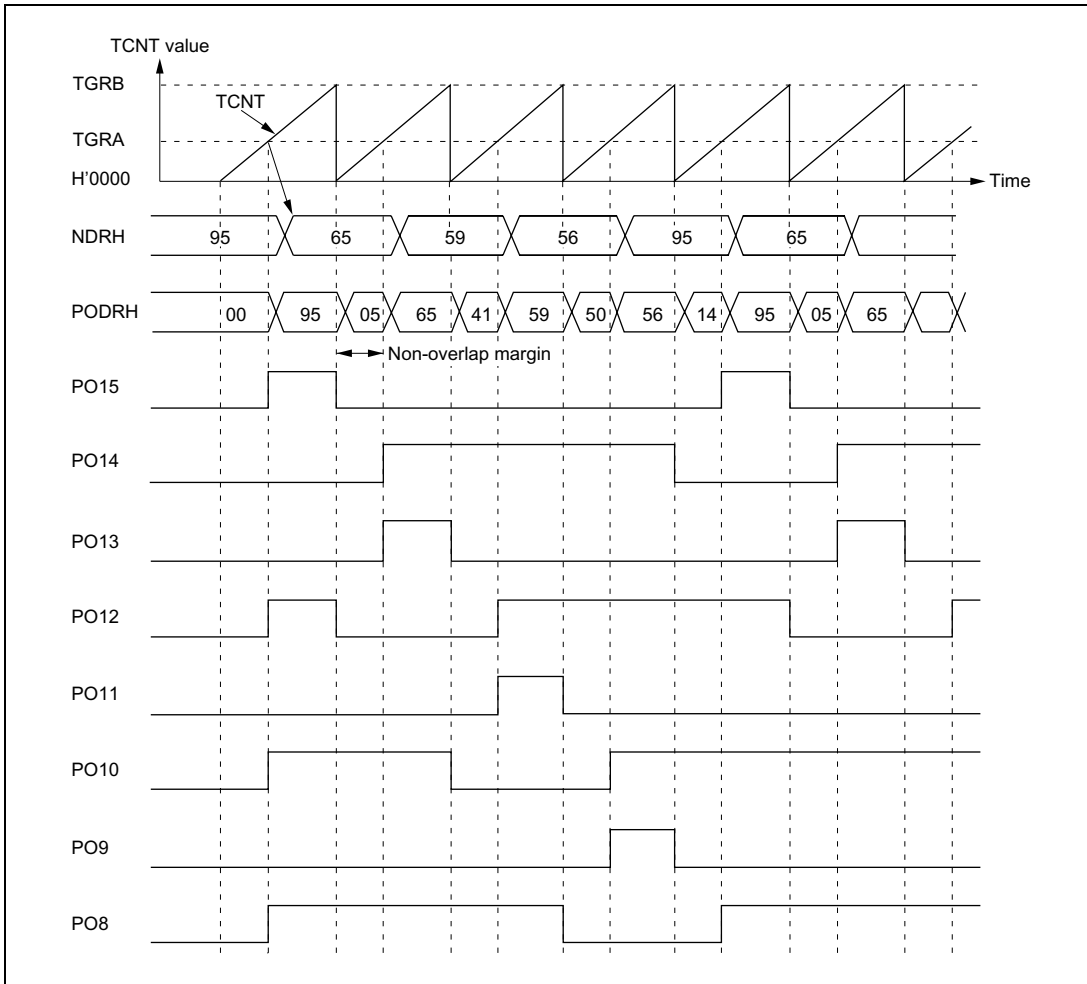 TCNT value
TGRB
TCNT
TGRA
H'0000
Time
NDRH 95 65 59 56 95 65
PODRH 00 95 05 65 41 59 50 56 14 95 05 65
Non-overlap margin
PO15
PO14
PO13
PO12
PO11
PO10
PO9
PO8